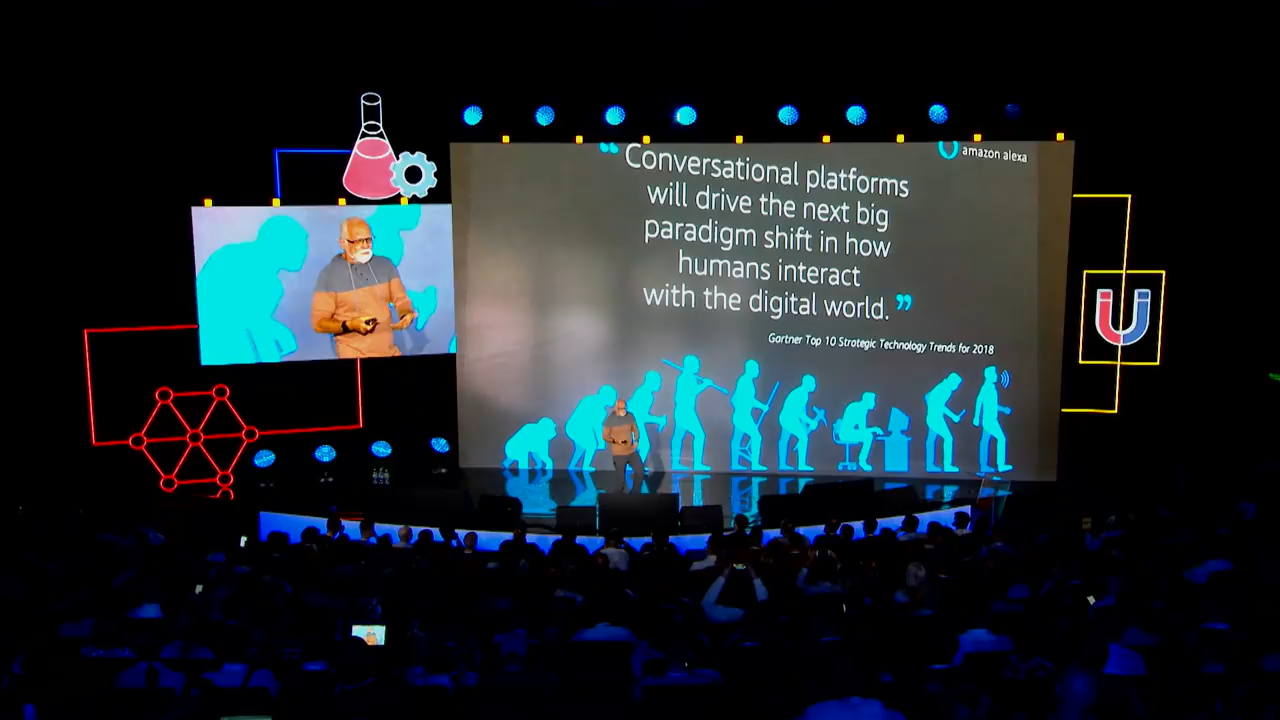 amazon alexa
“Conversational platforms
will drive the next big
paradigm shift in how
humans interact
with the digital world.”
Gartner Top 10 Strategic Technology Trends for 2018